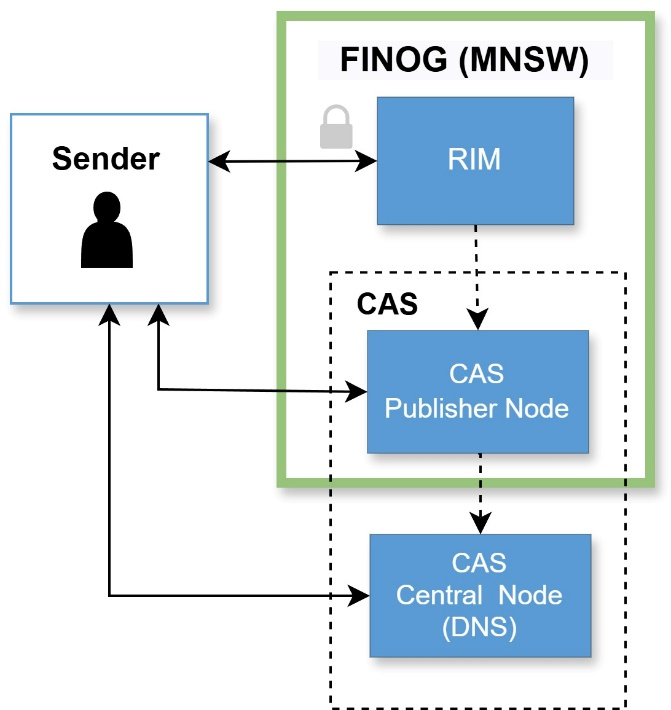 FINOG (MNSW)
Sender
RIM
CAS
CAS
Publisher Node
CAS
Central Node
(DNS)